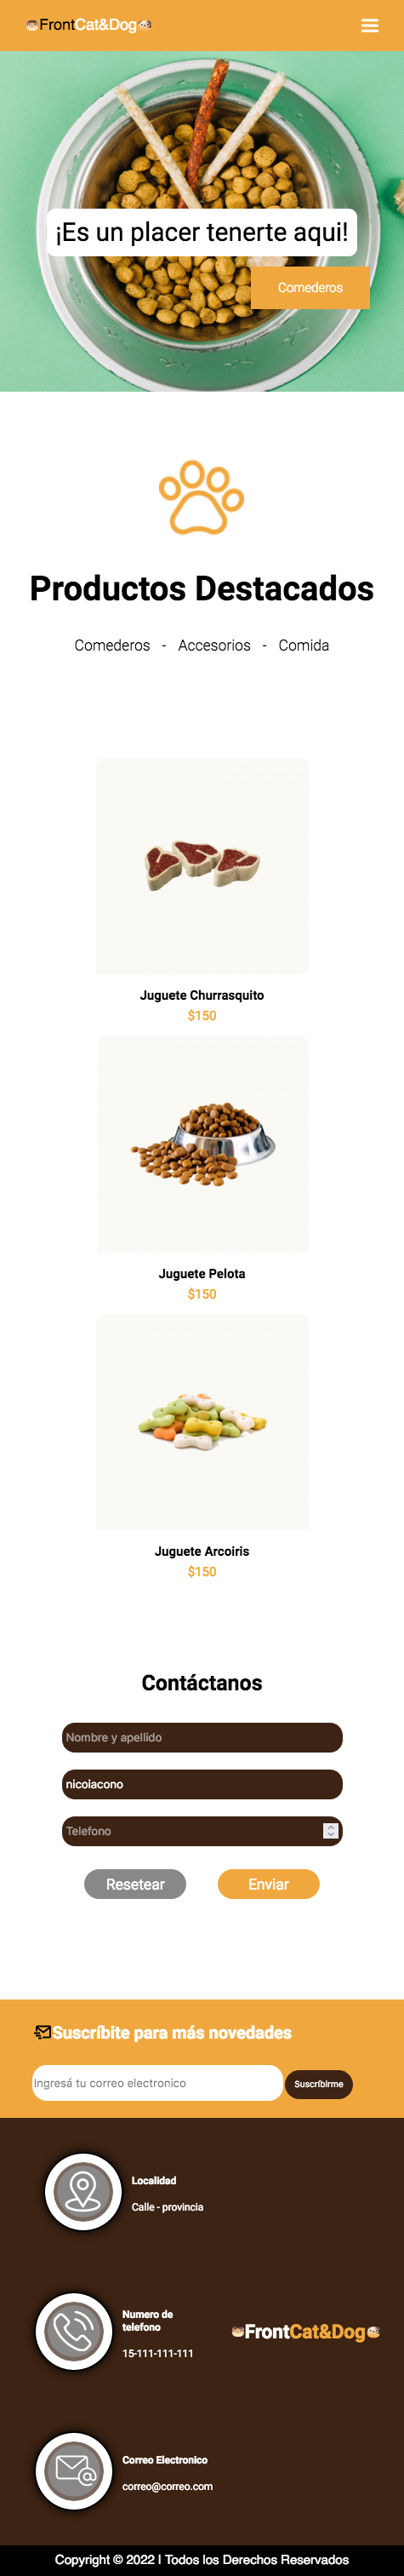 FrontCat&Dog
¡Es un placer tenerte aqui!
Comederos
Productos Destacados
Comederos - Accesorios - Comida
Juguete Churrasquito
$150
Juguete Pelota
$150
Juguete Arcoiris
$150
Contáctanos
Nombre y apellido
nicoiacono
Telefono
Resetear Enviar
Suscríbite para más novedades
Ingresá tu correo electronico Suscríbirme
Localidad
Calle - provincia
Numero de
telefono
15-111-111-111
FrontCat&Dog
Correo Electronico
correo@correo.com
Copyright © 2022 | Todos los Derechos Reservados